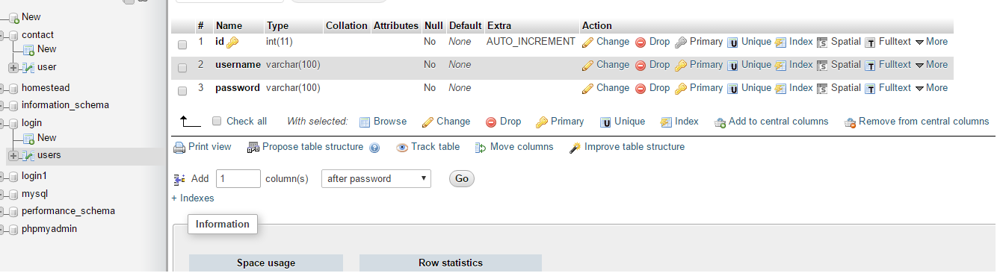 New
contact
New
user
homestead
information_schema
login
New
users
login1
mysql
performance_schema
phpmyadmin
# Name Type Collation Attributes Null Default Extra Action
1 id int(11) No None AUTO_INCREMENT Change Drop Primary Unique Index Spatial Fulltext More
2 username varchar(100) No None Change Drop Primary Unique Index Spatial Fulltext More
3 password varchar(100) No None Change Drop Primary Unique Index Spatial Fulltext More
Check all With selected: Browse Change Drop Primary Unique Index Add to central columns Remove from central columns
Print view Propose table structure Track table Move columns Improve table structure
Add 1 column(s) after password Go
+ Indexes
Information
Space usage Row statistics